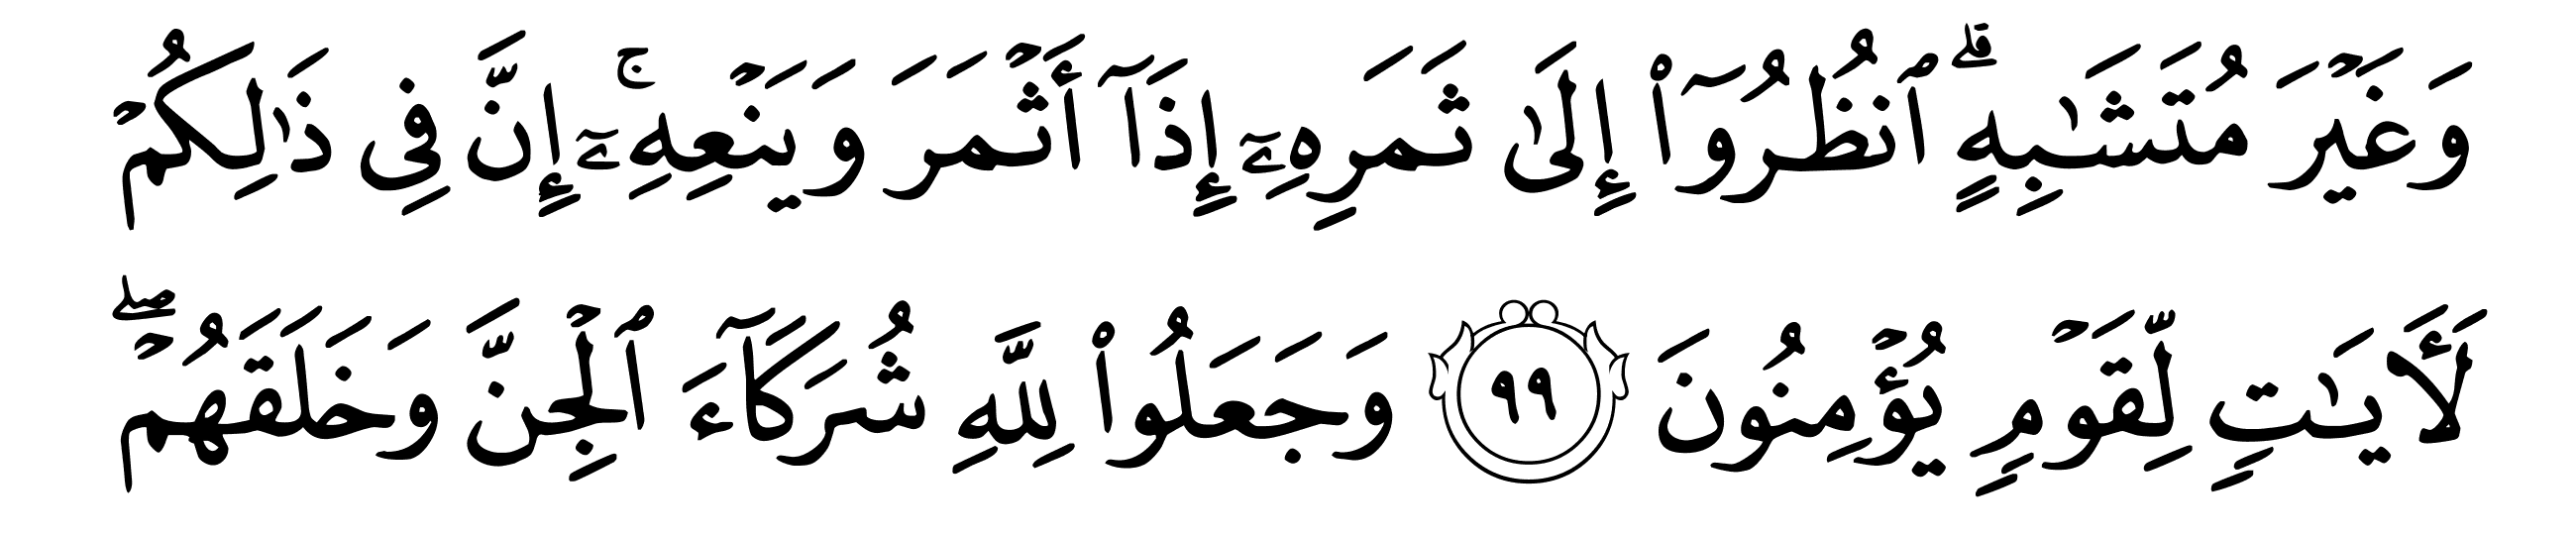 وَغَيْرَ مُتَشَٰبِهٍۗ ٱنظُرُوٓا۟ إِلَىٰ ثَمَرِهِۦٓ إِذَآ أَثْمَرَ وَيَنْعِهِۦٓۚ إِنَّ فِى ذَٰلِكُمْ
لَأَيَٰتٍ لِّقَوْمٍ يُؤْمِنُونَ ٩٩ وَجَعَلُوا۟ لِلَّهِ شُرَكَآءَ ٱلْجِنَّ وَخَلَقَهُمْۖ